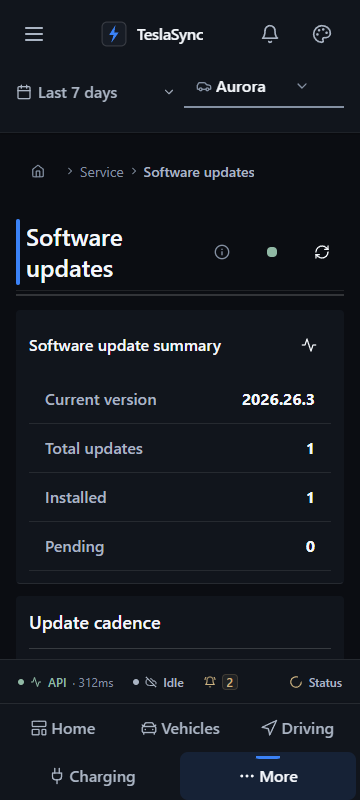 TeslaSync
Last 7 days
Aurora
Service
Software updates
Software
updates
Software update summary
Current version 2026.26.3
Total updates 1
Installed 1
Pending 0
Update cadence
API · 312ms Idle 2 Status
Home Vehicles Driving
Charging More